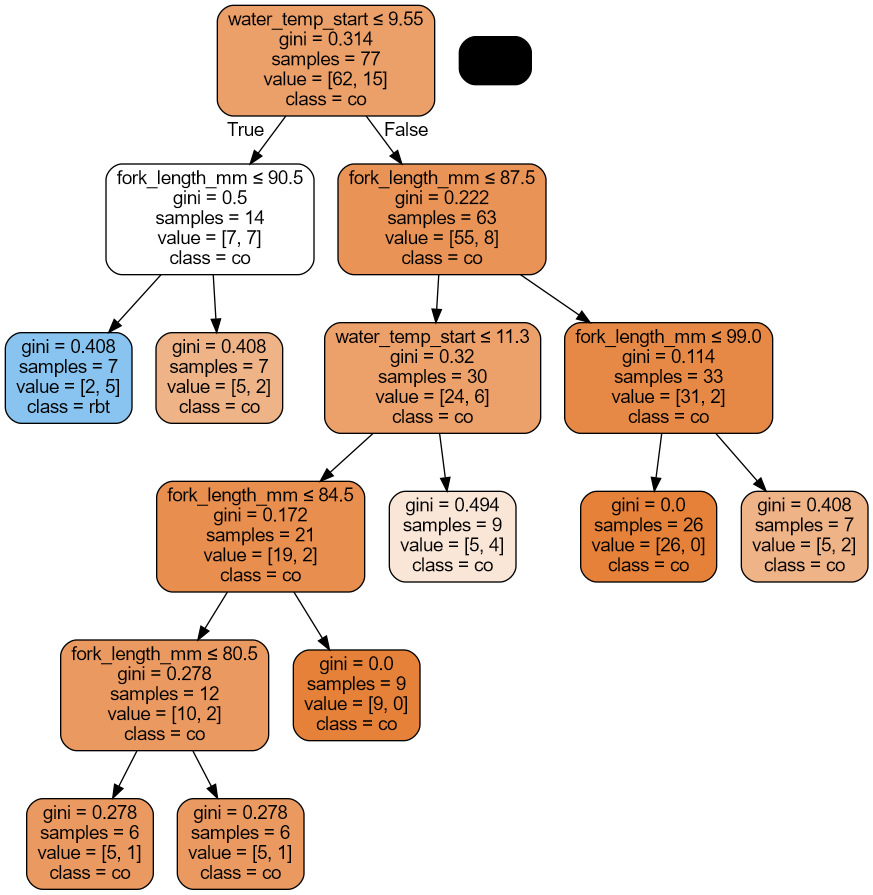 water_temp_start ≤ 9.55
gini = 0.314
samples = 77
value = [62, 15]
class = co
True
False
fork_length_mm ≤ 90.5
gini = 0.5
samples = 14
value = [7, 7]
class = co
fork_length_mm ≤ 87.5
gini = 0.222
samples = 63
value = [55, 8]
class = co
gini = 0.408
samples = 7
value = [2, 5]
class = rbt
gini = 0.408
samples = 7
value = [5, 2]
class = co
water_temp_start ≤ 11.3
gini = 0.32
samples = 30
value = [24, 6]
class = co
fork_length_mm ≤ 99.0
gini = 0.114
samples = 33
value = [31, 2]
class = co
fork_length_mm ≤ 84.5
gini = 0.172
samples = 21
value = [19, 2]
class = co
gini = 0.494
samples = 9
value = [5, 4]
class = co
gini = 0.0
samples = 26
value = [26, 0]
class = co
gini = 0.408
samples = 7
value = [5, 2]
class = co
fork_length_mm ≤ 80.5
gini = 0.278
samples = 12
value = [10, 2]
class = co
gini = 0.0
samples = 9
value = [9, 0]
class = co
gini = 0.278
samples = 6
value = [5, 1]
class = co
gini = 0.278
samples = 6
value = [5, 1]
class = co